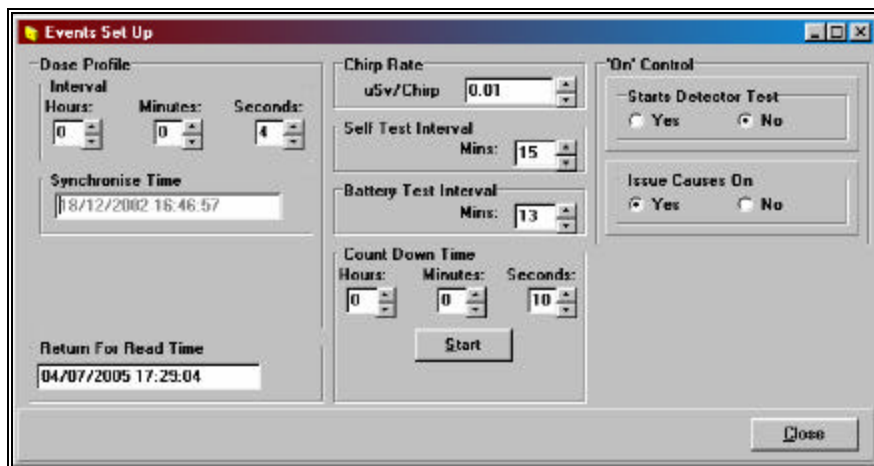 Events Set Up
Dose Profile
Interval
Hours: Minutes: Seconds:
0 0 4
Synchronise Time
18/12/2002 16:46:57
Return For Read Time
04/07/2005 17:29:04
Chirp Rate
uSv/Chirp 0.01
Self Test Interval
Mins: 15
Battery Test Interval
Mins: 13
Count Down Time
Hours: Minutes: Seconds:
0 0 10
Start
'On' Control
Starts Detector Test
Yes No
Issue Causes On
Yes No
Close